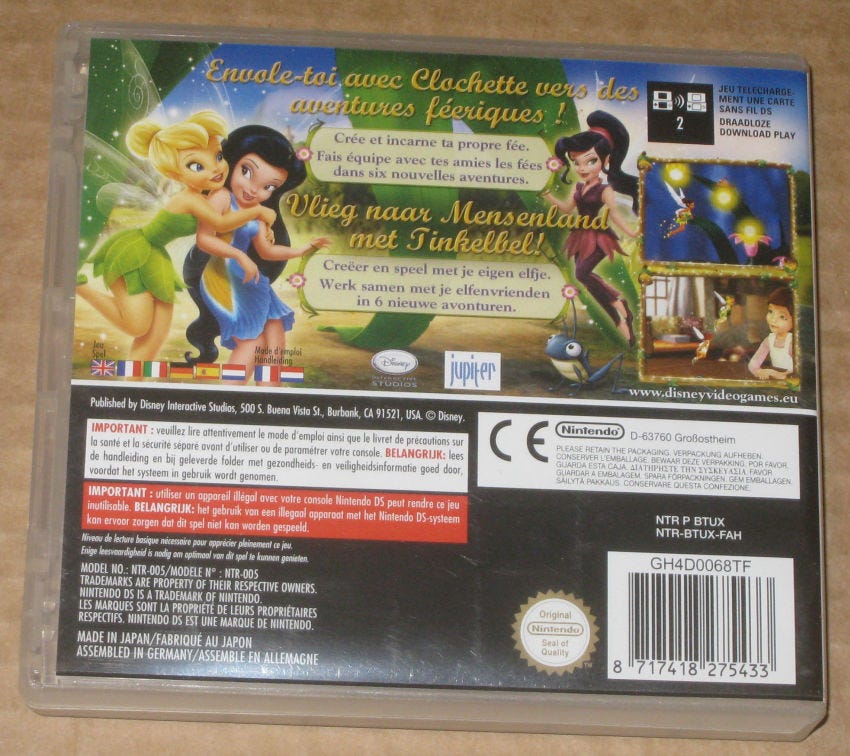 Envole-toi avec Clochette vers des
aventures féeriques !
Crée et incarne ta propre fée.
Fais équipe avec tes amies les fées
dans six nouvelles aventures.
Vlieg naar Mensenland
met Tinkelbel!
Creëer en speel met je eigen elfje.
Werk samen met je elfenvrienden
in 6 nieuwe avonturen.
2
JEU TÉLÉCHARGE-
MENT UNE CARTE
SANS FIL DS
DRAADLOZE
DOWNLOAD PLAY
Jeu
Spel
Mode d'emploi
Handleiding
Disney
INTERACTIVE
STUDIOS
jupiter
www.disneyvideogames.eu
Published by Disney Interactive Studios, 500 S. Buena Vista St., Burbank, CA 91521, USA. © Disney.
IMPORTANT : veuillez lire attentivement le mode d'emploi ainsi que le livret de précautions sur
la santé et la sécurité séparé avant d'utiliser ou de paramétrer votre console. BELANGRIJK: lees
de handleiding en bij geleverde folder met gezondheids- en veiligheidsinformatie goed door,
voordat het systeem in gebruik wordt genomen.
IMPORTANT : utiliser un appareil illégal avec votre console Nintendo DS peut rendre ce jeu
inutilisable. BELANGRIJK: het gebruik van een illegaal apparaat met het Nintendo DS-systeem
kan ervoor zorgen dat dit spel niet kan worden gespeeld.
Niveau de lecture basique nécessaire pour apprécier pleinement ce jeu.
Enige leesvaardigheid is nodig om optimaal van dit spel te kunnen genieten.
MODEL NO.: NTR-005/MODELE N° : NTR-005
TRADEMARKS ARE PROPERTY OF THEIR RESPECTIVE OWNERS.
NINTENDO DS IS A TRADEMARK OF NINTENDO.
LES MARQUES SONT LA PROPRIÉTÉ DE LEURS PROPRIÉTAIRES
RESPECTIFS. NINTENDO DS EST UNE MARQUE DE NINTENDO.
MADE IN JAPAN/FABRIQUÉ AU JAPON
ASSEMBLED IN GERMANY/ASSEMBLÉ EN ALLEMAGNE
CE
Nintendo
D-63760 Großostheim
PLEASE RETAIN THE PACKAGING. VERPACKUNG AUFHEBEN.
CONSERVER L'EMBALLAGE. BEWAAR DEZE VERPAKKING. POR FAVOR,
GUARDA ESTA CAJA. ΔΙΑΤΗΡΗΣΤΕ ΤΗΝ ΣΥΣΚΕΥΑΣΙΑ. FAVOR
GUARDAR A EMBALAGEM. SPARA FÖRPACKNINGEN. GEM EMBALLAGEN.
SÄILYTÄ PAKKAUS. CONSERVARE QUESTA CONFEZIONE.
NTR P BTUX
NTR-BTUX-FAH
GH4D0068TF
8 717418 275433
Original
Nintendo
Seal of
Quality
TM